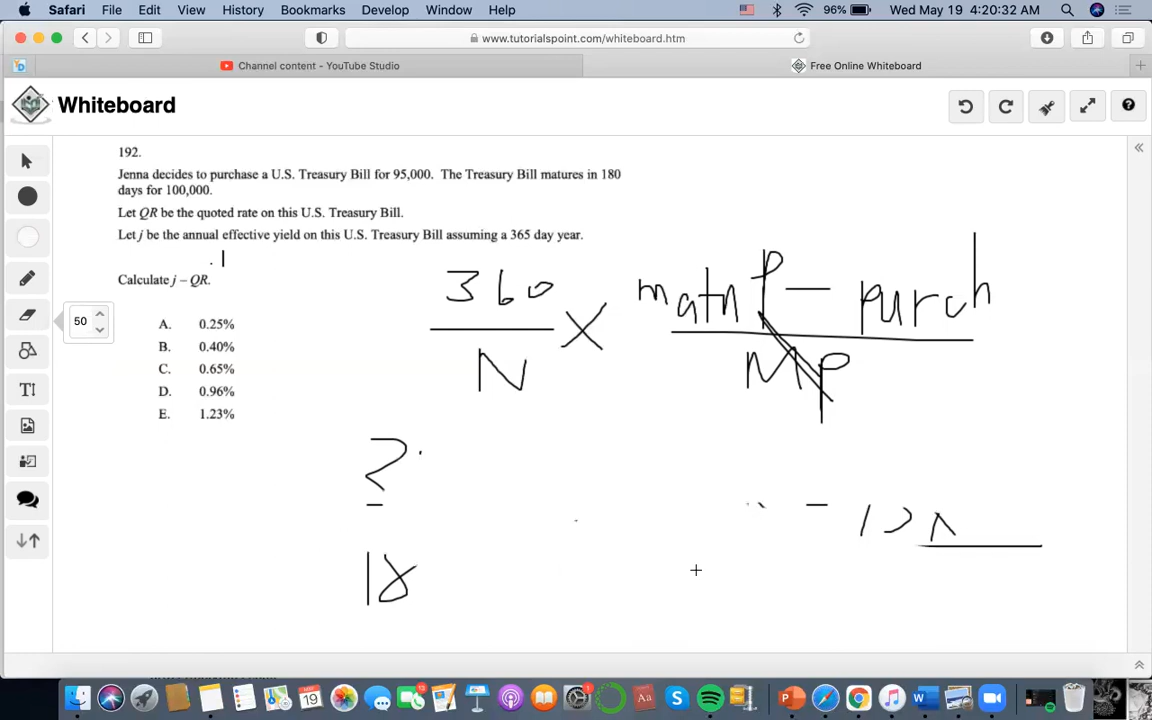 Safari File Edit View History Bookmarks Develop Window Help 96% Wed May 19 4:20:32 AM
www.tutorialspoint.com/whiteboard.htm
Channel content - YouTube Studio Free Online Whiteboard
Whiteboard
192.
Jenna decides to purchase a U.S. Treasury Bill for 95,000. The Treasury Bill matures in 180
days for 100,000.
Let QR be the quoted rate on this U.S. Treasury Bill.
Let j be the annual effective yield on this U.S. Treasury Bill assuming a 365 day year.
.1
Calculate j – QR.
A. 0.25%
B. 0.40%
C. 0.65%
D. 0.96%
E. 1.23%
50
360
N
X
matn P — purch
MP
18